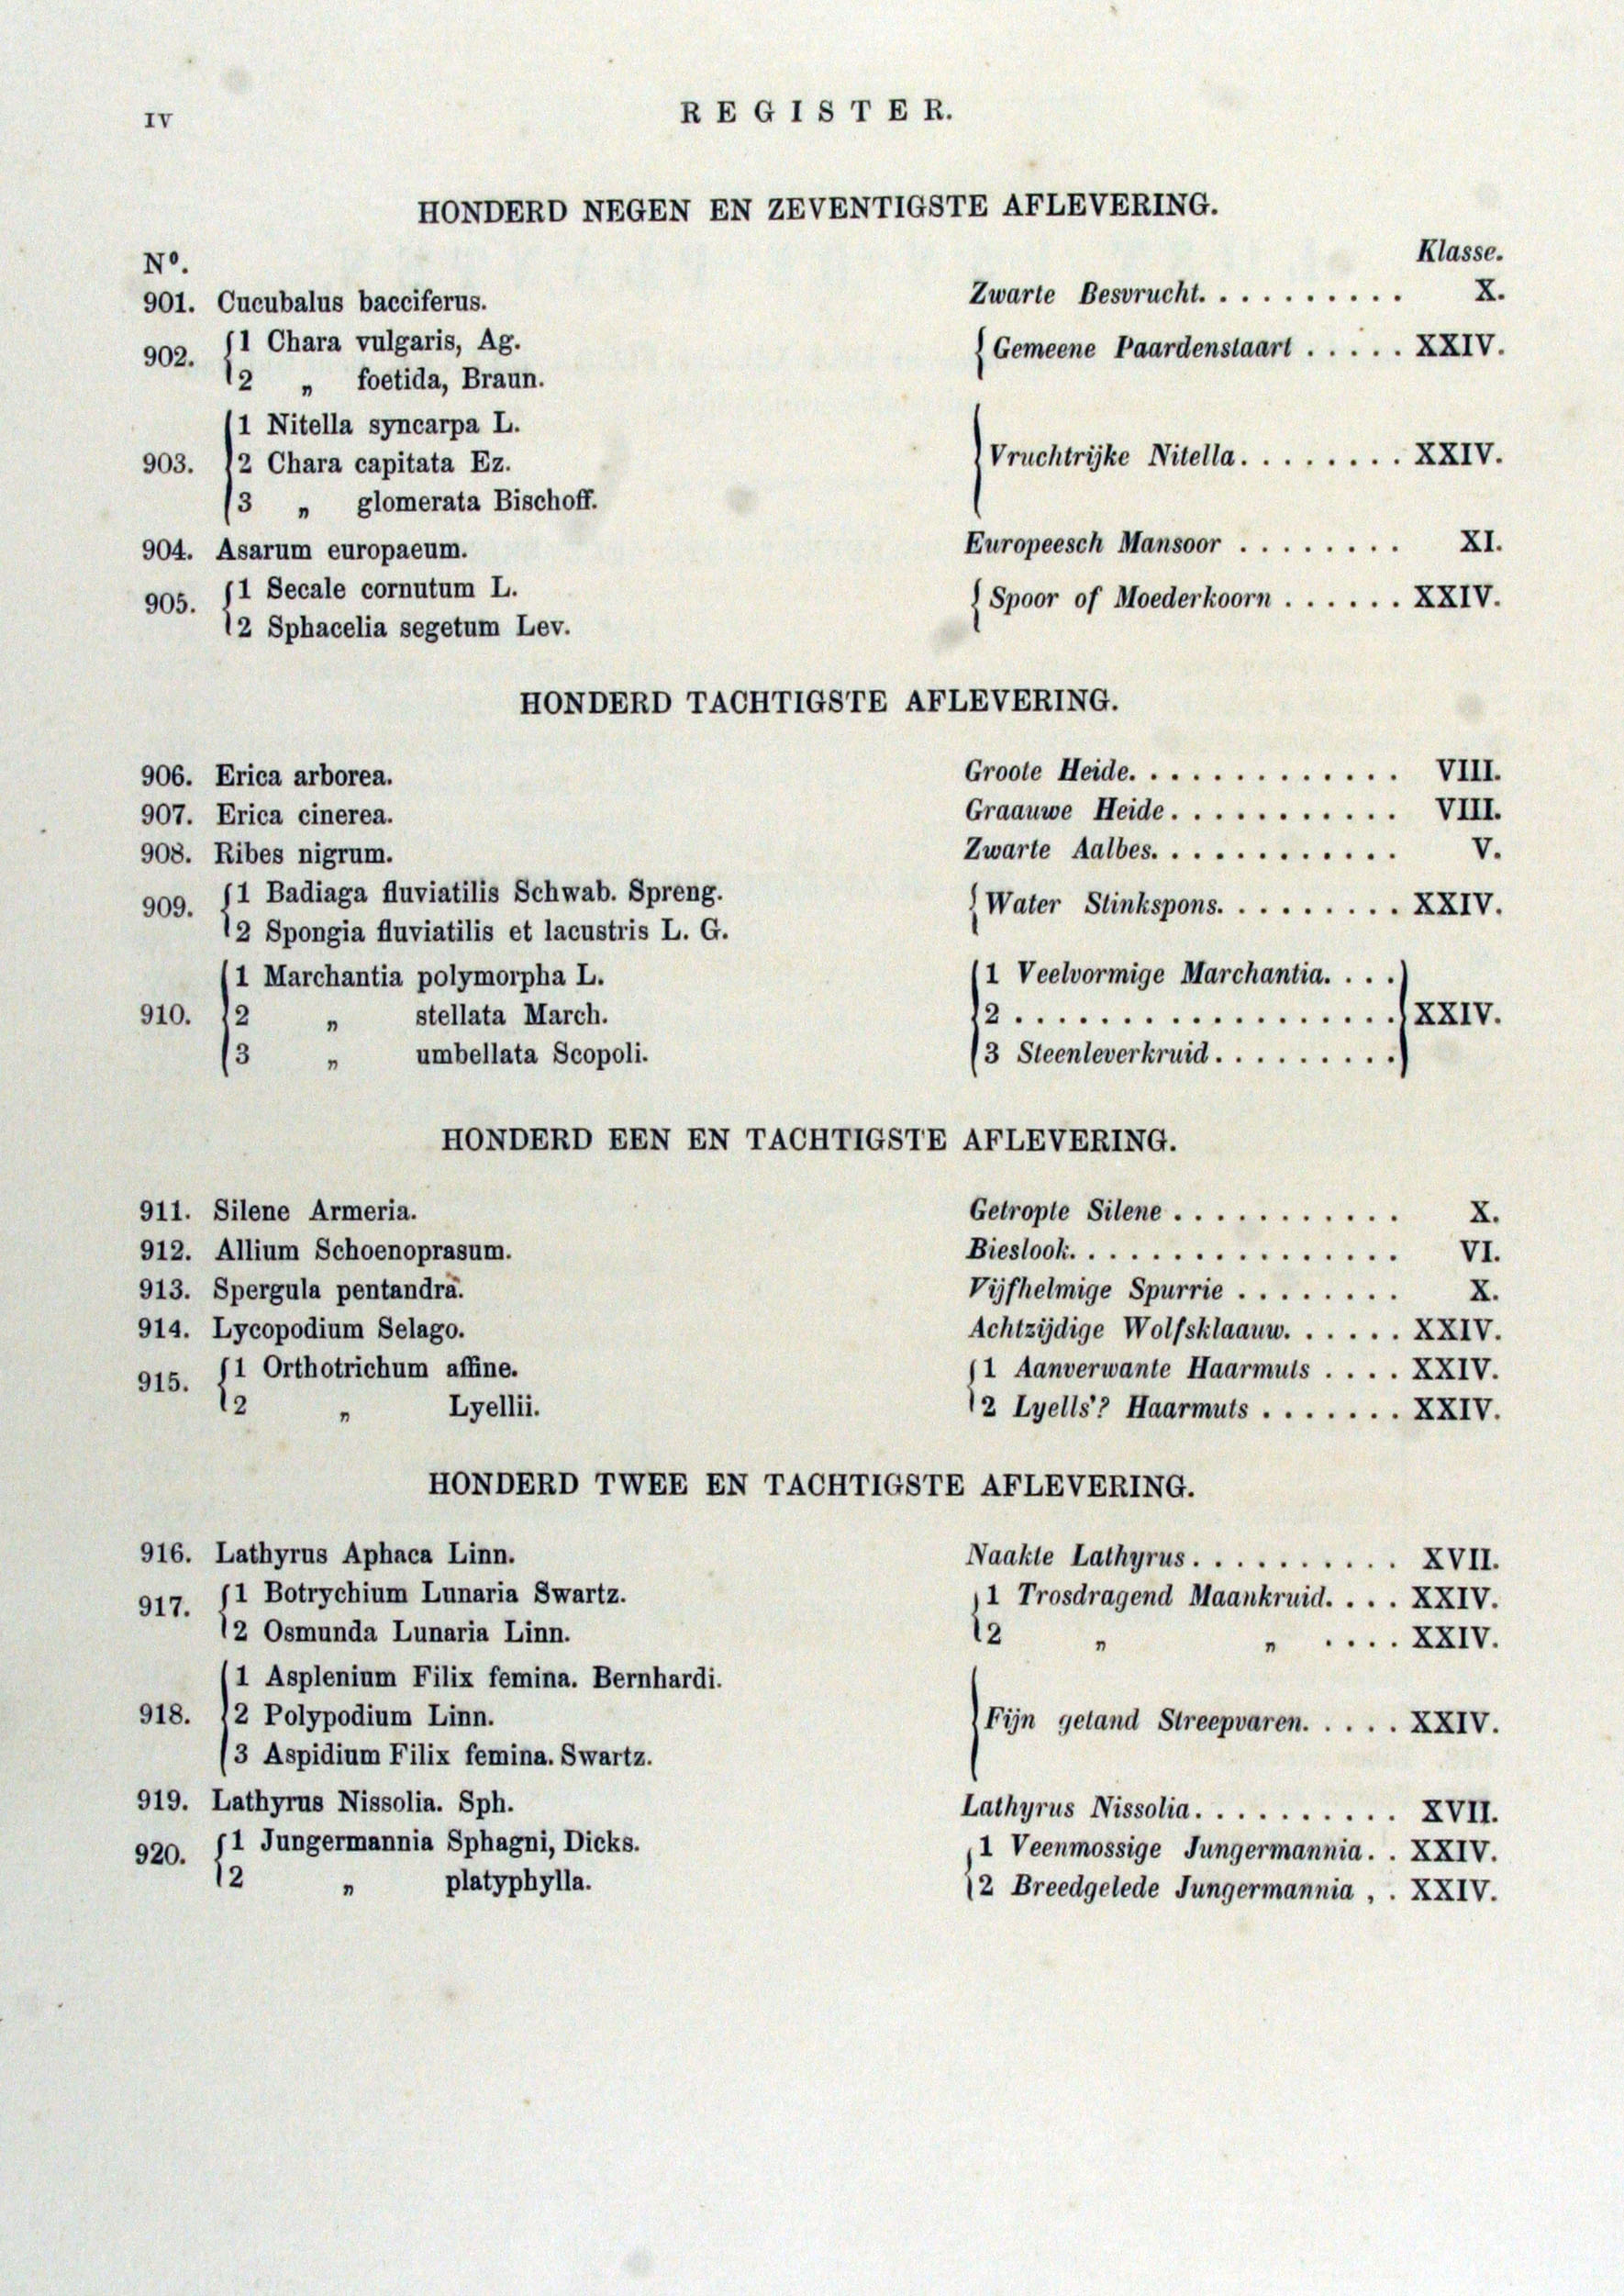 IV
REGISTER.
HONDERD NEGEN EN ZEVENTIGSTE AFLEVERING.
No. Klasse.
901. Cucubalus bacciferus. Zwarte Besvrucht. . . . . . . . . . X.
902. {1 Chara vulgaris, Ag. {Gemeene Paardenstaart . . . . . XXIV.
{2 „ foetida, Braun.
{1 Nitella syncarpa L.
903. {2 Chara capitata Ez. {Vruchtrijke Nitella. . . . . . . . XXIV.
{3 „ glomerata Bischoff.
904. Asarum europaeum. Europeesch Mansoor . . . . . . . . XI.
905. {1 Secale cornutum L. {Spoor of Moederkoorn . . . . . . XXIV.
{2 Sphacelia segetum Lev.
HONDERD TACHTIGSTE AFLEVERING.
906. Erica arborea. Groote Heide. . . . . . . . . . . . . VIII.
907. Erica cinerea. Graauwe Heide. . . . . . . . . . . VIII.
908. Ribes nigrum. Zwarte Aalbes. . . . . . . . . . . . V.
909. {1 Badiaga fluviatilis Schwab. Spreng. {Water Stinkspons. . . . . . . . . XXIV.
{2 Spongia fluviatilis et lacustris L. G.
{1 Marchantia polymorpha L. {1 Veelvormige Marchantia. . . .}
910. {2 „ stellata March. {2 . . . . . . . . . . . . . . . . . .} XXIV.
{3 „ umbellata Scopoli. {3 Steenleverkruid. . . . . . . . .}
HONDERD EEN EN TACHTIGSTE AFLEVERING.
911. Silene Armeria. Getropte Silene . . . . . . . . . . . X.
912. Allium Schoenoprasum. Bieslook. . . . . . . . . . . . . . . . VI.
913. Spergula pentandra. Vijfhelmige Spurrie . . . . . . . . X.
914. Lycopodium Selago. Achtzijdige Wolfsklaauw. . . . . . XXIV.
915. {1 Orthotrichum affine. {1 Aanverwante Haarmuts . . . . XXIV.
{2 „ Lyellii. {2 Lyells? Haarmuts . . . . . . . XXIV.
HONDERD TWEE EN TACHTIGSTE AFLEVERING.
916. Lathyrus Aphaca Linn. Naakte Lathyrus. . . . . . . . . . XVII.
917. {1 Botrychium Lunaria Swartz. {1 Trosdragend Maankruid. . . . XXIV.
{2 Osmunda Lunaria Linn. {2 „ „ . . . . XXIV.
{1 Asplenium Filix femina. Bernhardi.
918. {2 Polypodium Linn. {Fijn getand Streepvaren. . . . . XXIV.
{3 Aspidium Filix femina. Swartz.
919. Lathyrus Nissolia. Sph. Lathyrus Nissolia. . . . . . . . . . XVII.
920. {1 Jungermannia Sphagni, Dicks. {1 Veenmossige Jungermannia. . XXIV.
{2 „ platyphylla. {2 Breedgelede Jungermannia , . XXIV.